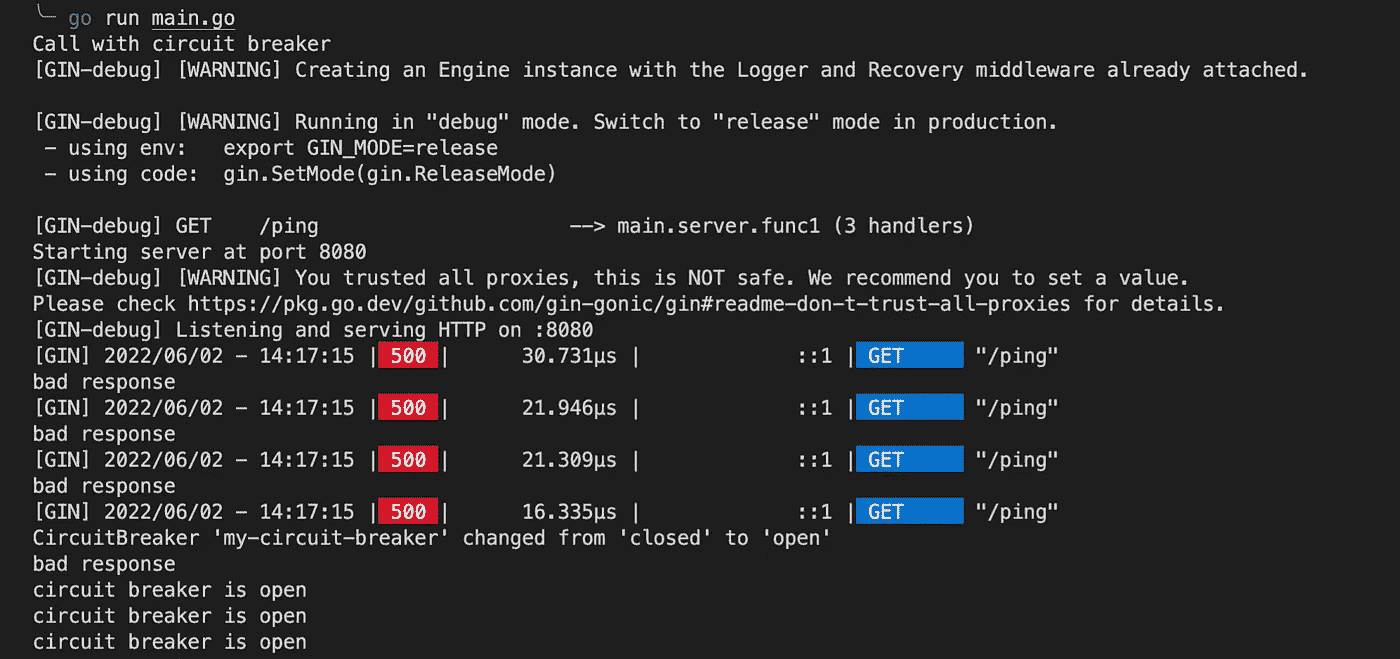 go run main.go
Call with circuit breaker
[GIN-debug] [WARNING] Creating an Engine instance with the Logger and Recovery middleware already attached.
[GIN-debug] [WARNING] Running in "debug" mode. Switch to "release" mode in production.
- using env:   export GIN_MODE=release
- using code:  gin.SetMode(gin.ReleaseMode)
[GIN-debug] GET    /ping                     --> main.server.func1 (3 handlers)
Starting server at port 8080
[GIN-debug] [WARNING] You trusted all proxies, this is NOT safe. We recommend you to set a value.
Please check https://pkg.go.dev/github.com/gin-gonic/gin#readme-don-t-trust-all-proxies for details.
[GIN-debug] Listening and serving HTTP on :8080
[GIN] 2022/06/02 - 14:17:15 | 500 |      30.731µs |             ::1 | GET      "/ping"
bad response
[GIN] 2022/06/02 - 14:17:15 | 500 |      21.946µs |             ::1 | GET      "/ping"
bad response
[GIN] 2022/06/02 - 14:17:15 | 500 |      21.309µs |             ::1 | GET      "/ping"
bad response
[GIN] 2022/06/02 - 14:17:15 | 500 |      16.335µs |             ::1 | GET      "/ping"
CircuitBreaker 'my-circuit-breaker' changed from 'closed' to 'open'
bad response
circuit breaker is open
circuit breaker is open
circuit breaker is open